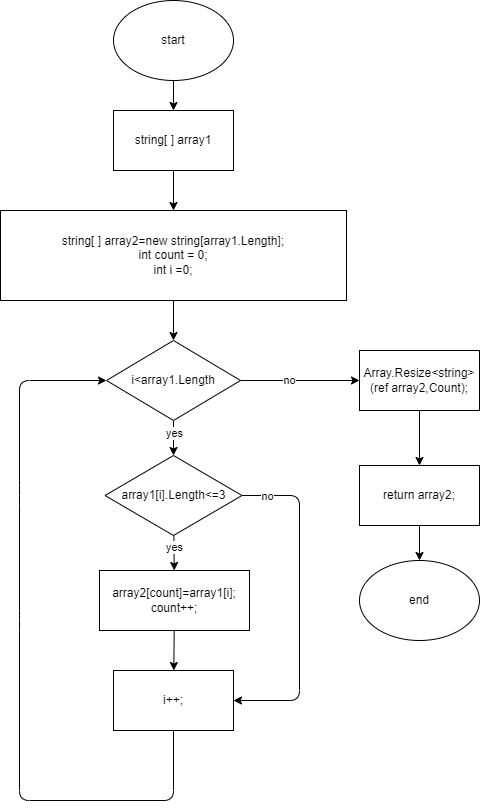 start
string[ ] array1
string[ ] array2=new string[array1.Length];
int count = 0;
int i =0;
i<array1.Length
no
Array.Resize<string>
(ref array2,Count);
yes
array1[i].Length<=3
no
return array2;
yes
array2[count]=array1[i];
count++;
end
i++;